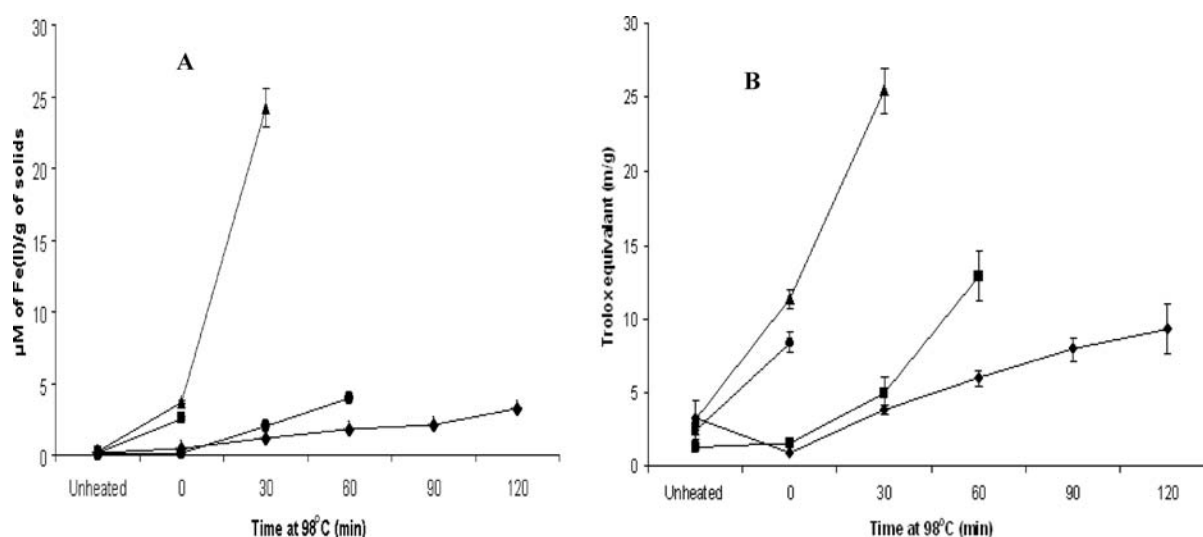 A
30
25
20
15
10
5
0
µM of Fe(II)/g of solids
Unheated 0 30 60 90 120
Time at 98⁰C (min)
B
30
25
20
15
10
5
0
Trolox equivalant (m/g)
Unheated 0 30 60 90 120
Time at 98⁰C (min)